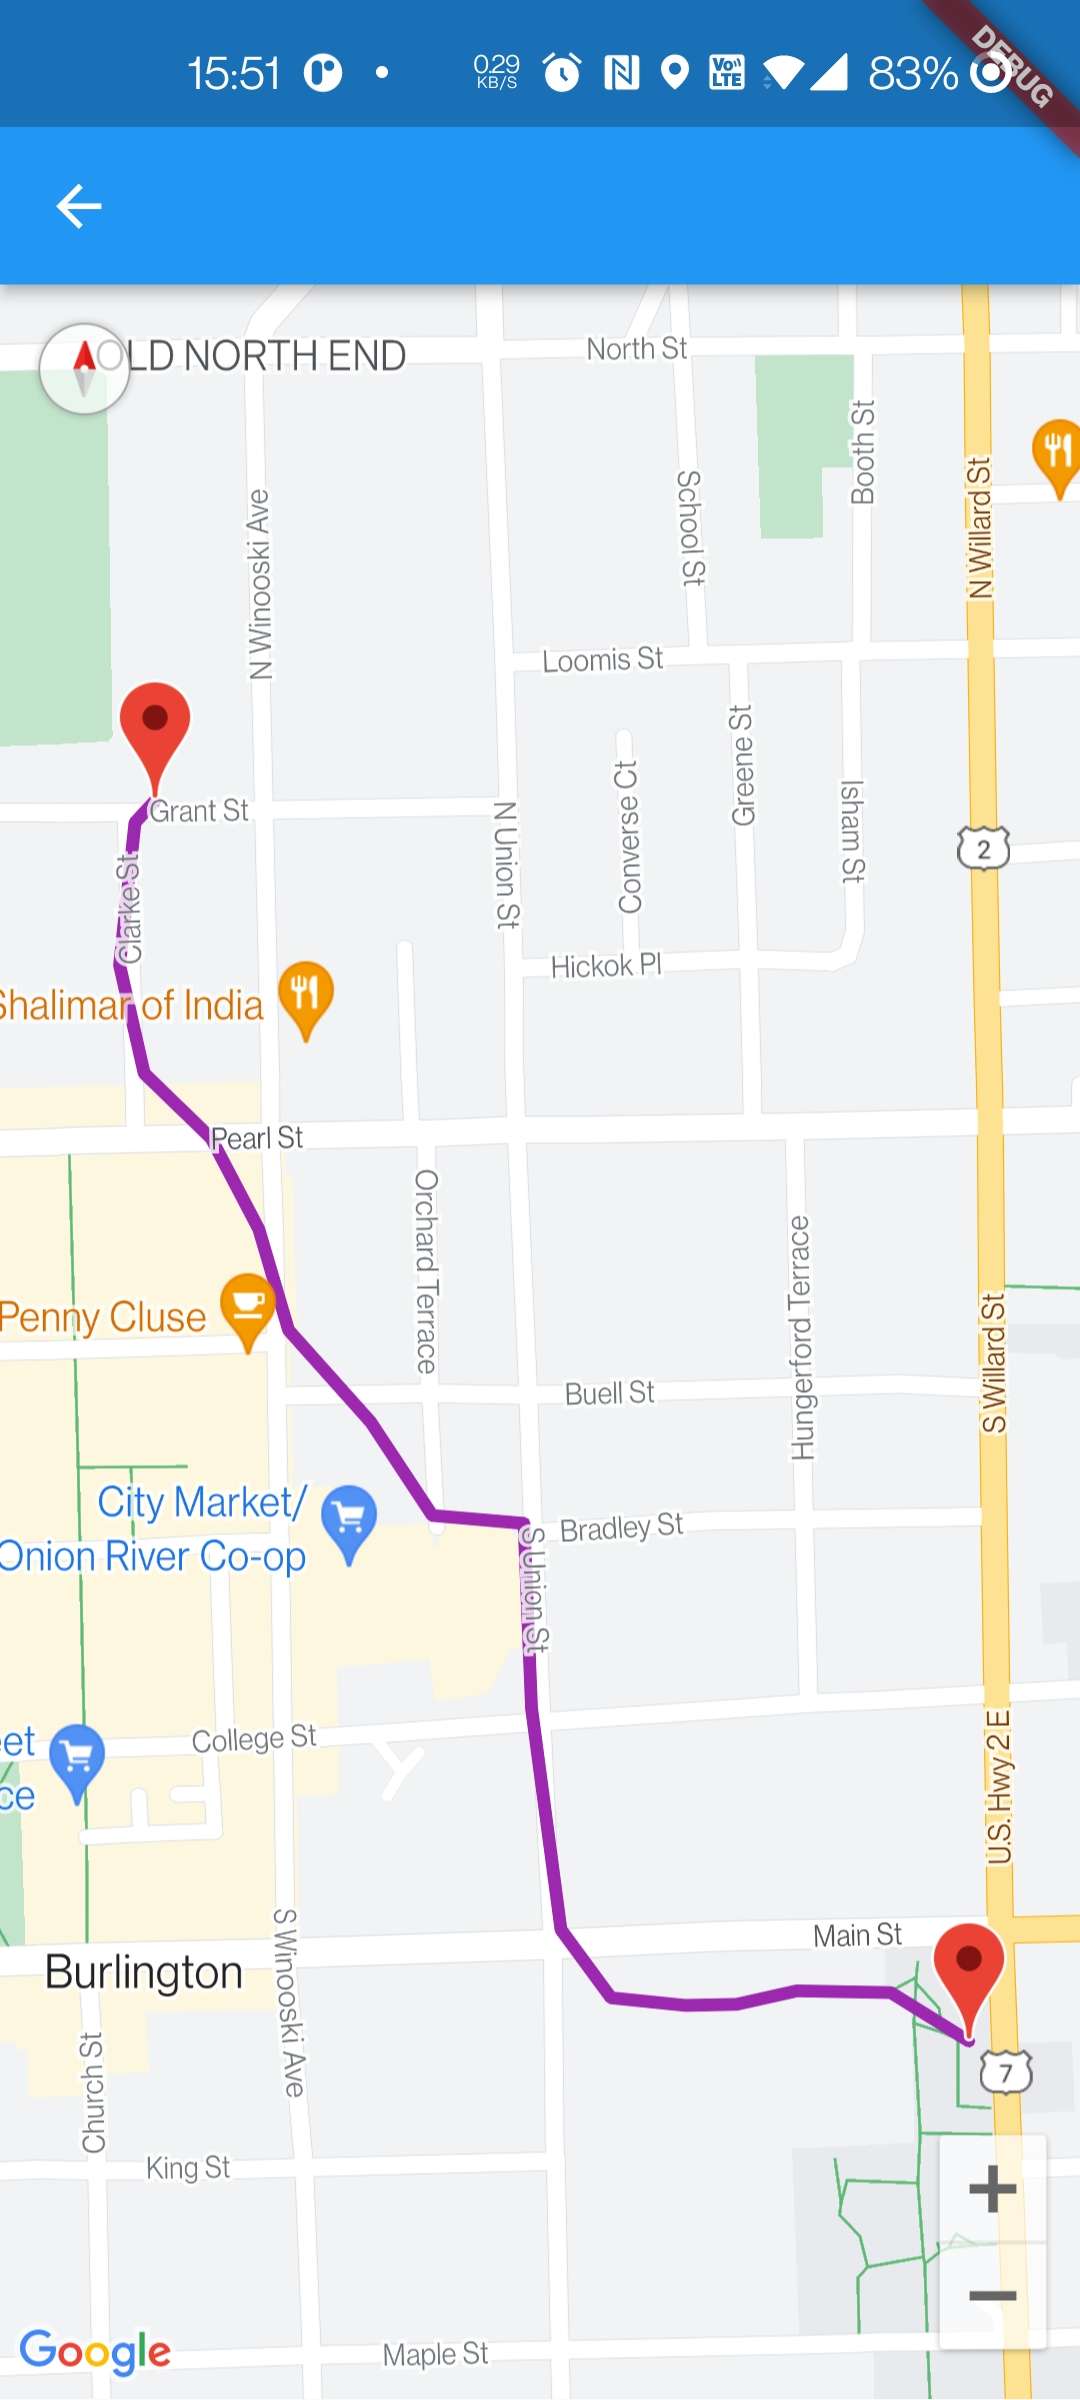 15:51
0.29
KB/S
Vo))
LTE
83%
DEBUG
OLD NORTH END
North St
Booth St
School St
N Willard St
N Winooski Ave
Loomis St
Greene St
Converse Ct
Isham St
Grant St
N Union St
2
Clarke St
Hickok Pl
Shalimar of India
Pearl St
Orchard Terrace
Hungerford Terrace
Penny Cluse
S Willard St
Buell St
City Market/
Onion River Co-op
Bradley St
S Union St
College St
eet
ce
U.S. Hwy 2 E
Main St
Burlington
S Winooski Ave
Church St
7
King St
Maple St
Google